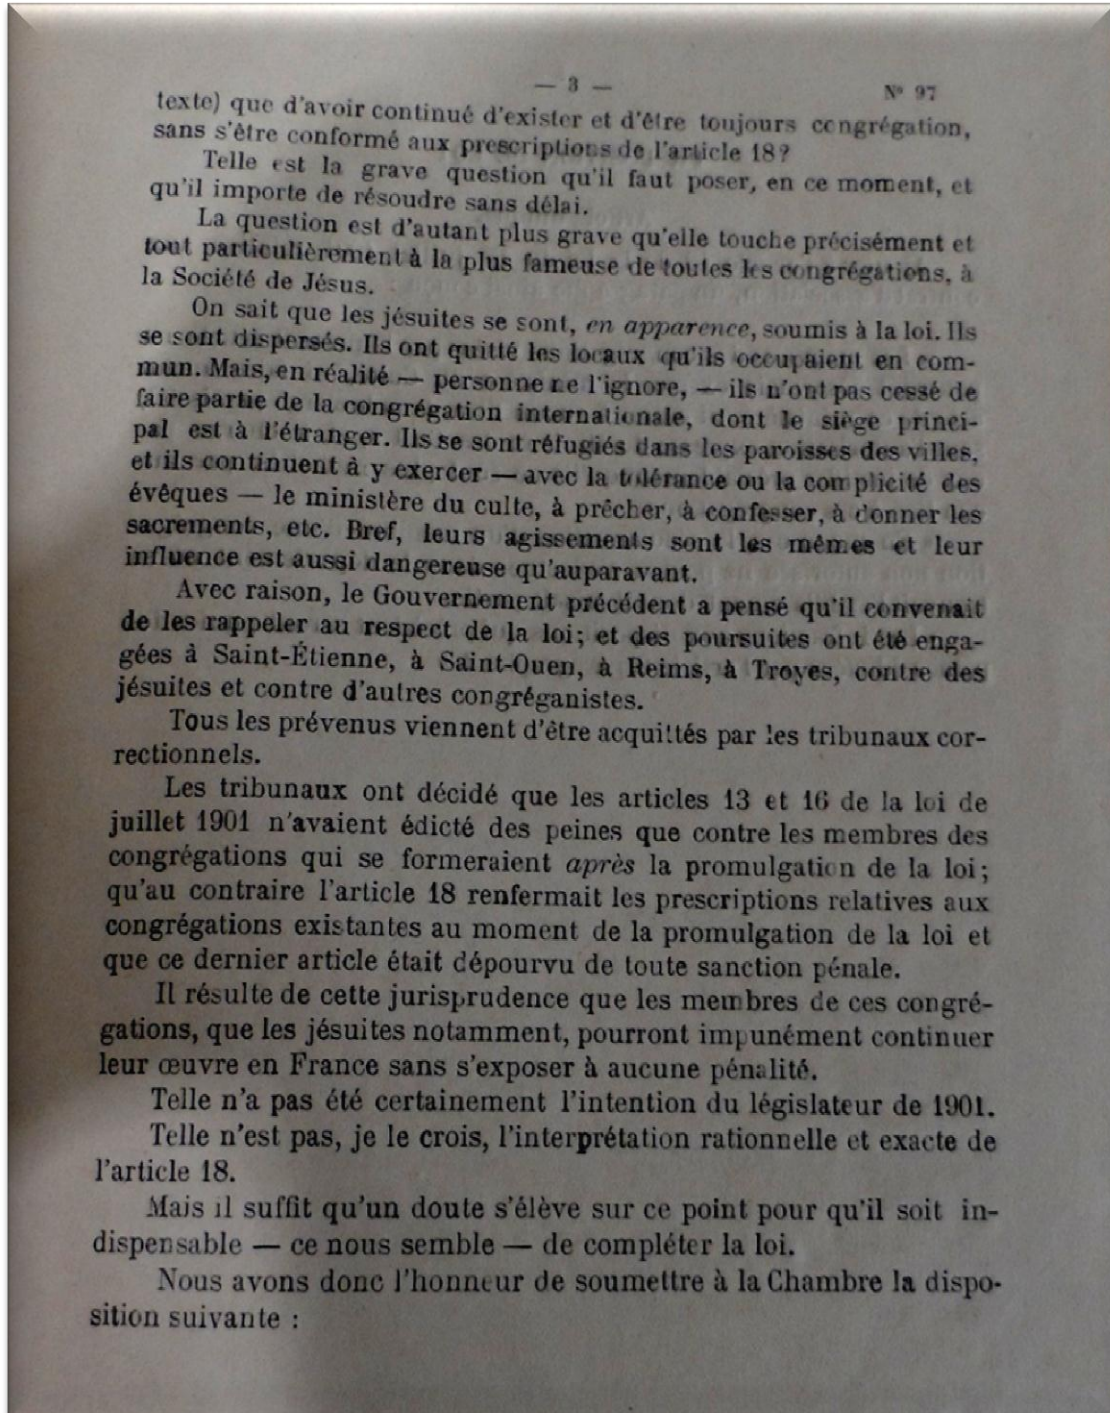 — 3 —
N° 97
texte) que d'avoir continué d'exister et d'être toujours congrégation,
sans s'être conformé aux prescriptions de l'article 18?
Telle est la grave question qu'il faut poser, en ce moment, et
qu'il importe de résoudre sans délai.
La question est d'autant plus grave qu'elle touche précisément et
tout particulièrement à la plus fameuse de toutes les congrégations, à
la Société de Jésus.
On sait que les jésuites se sont, en apparence, soumis à la loi. Ils
se sont dispersés. Ils ont quitté les locaux qu'ils occupaient en com-
mun. Mais, en réalité — personne ne l'ignore, — ils n'ont pas cessé de
faire partie de la congrégation internationale, dont le siège princi-
pal est à l'étranger. Ils se sont réfugiés dans les paroisses des villes,
et ils continuent à y exercer — avec la tolérance ou la complicité des
évêques — le ministère du culte, à prêcher, à confesser, à donner les
sacrements, etc. Bref, leurs agissements sont les mêmes et leur
influence est aussi dangereuse qu'auparavant.
Avec raison, le Gouvernement précédent a pensé qu'il convenait
de les rappeler au respect de la loi; et des poursuites ont été enga-
gées à Saint-Étienne, à Saint-Ouen, à Reims, à Troyes, contre des
jésuites et contre d'autres congréganistes.
Tous les prévenus viennent d'être acquittés par les tribunaux cor-
rectionnels.
Les tribunaux ont décidé que les articles 13 et 16 de la loi de
juillet 1901 n'avaient édicté des peines que contre les membres des
congrégations qui se formeraient après la promulgation de la loi;
qu'au contraire l'article 18 renfermait les prescriptions relatives aux
congrégations existantes au moment de la promulgation de la loi et
que ce dernier article était dépourvu de toute sanction pénale.
Il résulte de cette jurisprudence que les membres de ces congré-
gations, que les jésuites notamment, pourront impunément continuer
leur œuvre en France sans s'exposer à aucune pénalité.
Telle n'a pas été certainement l'intention du législateur de 1901.
Telle n'est pas, je le crois, l'interprétation rationnelle et exacte de
l'article 18.
Mais il suffit qu'un doute s'élève sur ce point pour qu'il soit in-
dispensable — ce nous semble — de compléter la loi.
Nous avons donc l'honneur de soumettre à la Chambre la dispo-
sition suivante :